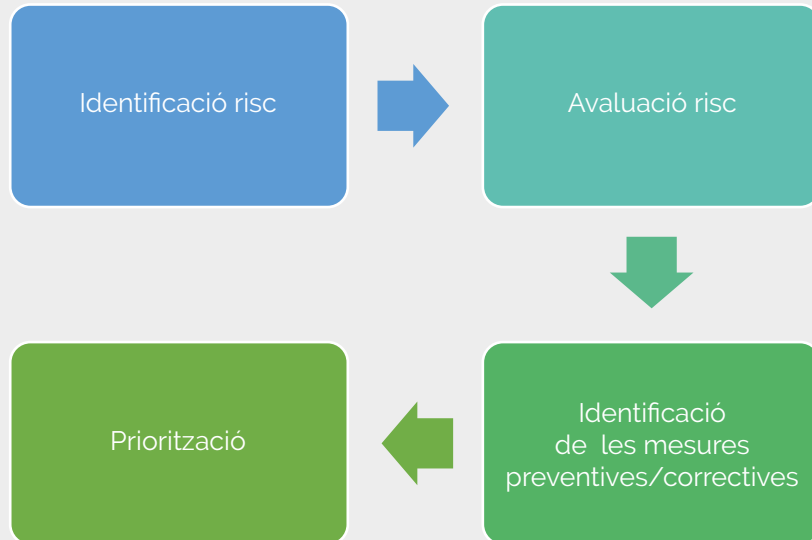 Identificació risc
Avaluació risc
Identificació
de les mesures
preventives/correctives
Priorització